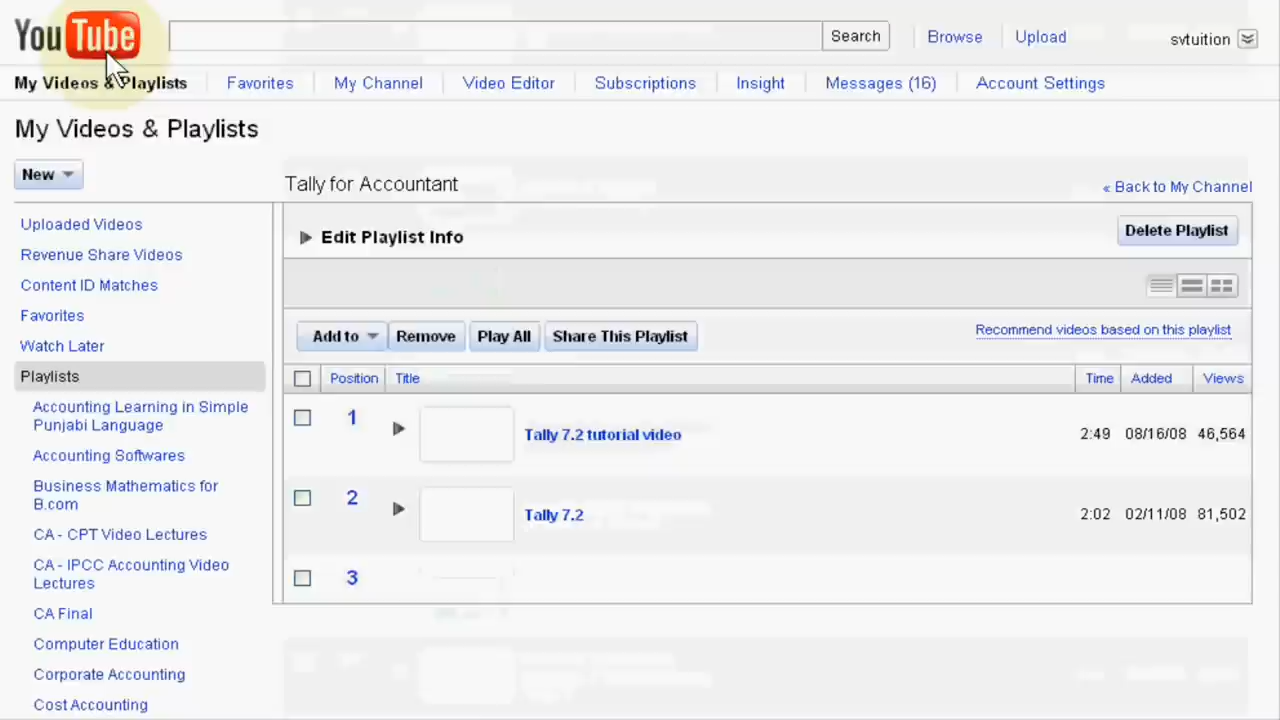 YouTube
Search
Browse
Upload
svtuition
My Videos & Playlists
Favorites
My Channel
Video Editor
Subscriptions
Insight
Messages (16)
Account Settings
My Videos & Playlists
New
Tally for Accountant
« Back to My Channel
Uploaded Videos
Revenue Share Videos
Content ID Matches
Favorites
Watch Later
Playlists
Accounting Learning in Simple
Punjabi Language
Accounting Softwares
Business Mathematics for
B.com
CA - CPT Video Lectures
CA - IPCC Accounting Video
Lectures
CA Final
Computer Education
Corporate Accounting
Cost Accounting
Edit Playlist Info
Delete Playlist
Add to
Remove
Play All
Share This Playlist
Recommend videos based on this playlist
Position Title Time Added Views
1 Tally 7.2 tutorial video 2:49 08/16/08 46,564
2 Tally 7.2 2:02 02/11/08 81,502
3